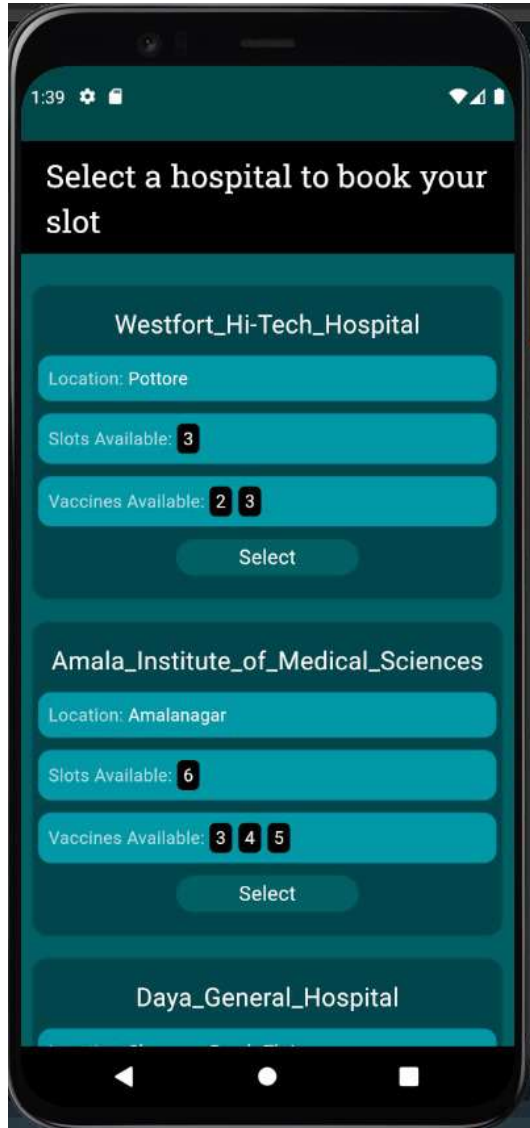 1:39
Select a hospital to book your
slot
Westfort_Hi-Tech_Hospital
Location: Pottore
Slots Available: 3
Vaccines Available: 2 3
Select
Amala_Institute_of_Medical_Sciences
Location: Amalanagar
Slots Available: 6
Vaccines Available: 3 4 5
Select
Daya_General_Hospital